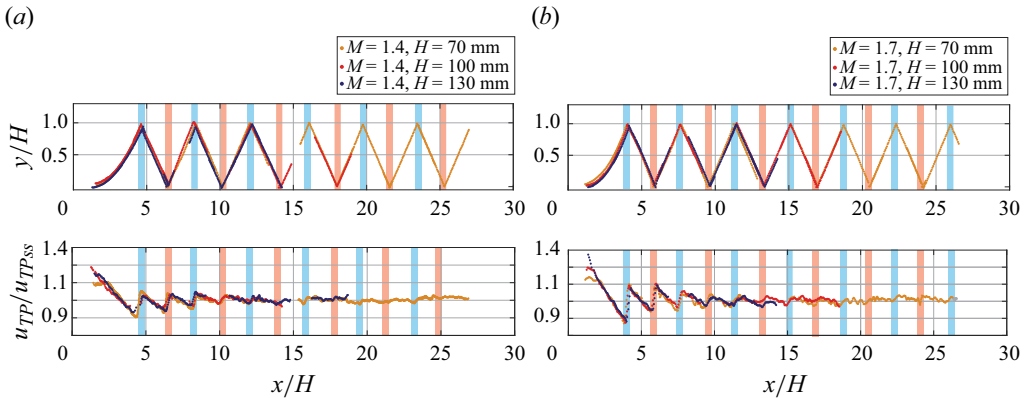 (a)
M = 1.4, H = 70 mm
M = 1.4, H = 100 mm
M = 1.4, H = 130 mm
y/H
1.0
0.5
0 5 10 15 20 25 30
u_TP/u_TPss
1.4
1.1
0.9
0 5 10 15 20 25 30
x/H
(b)
M = 1.7, H = 70 mm
M = 1.7, H = 100 mm
M = 1.7, H = 130 mm
1.0
0.5
0 5 10 15 20 25 30
1.4
1.1
0.9
0 5 10 15 20 25 30
x/H